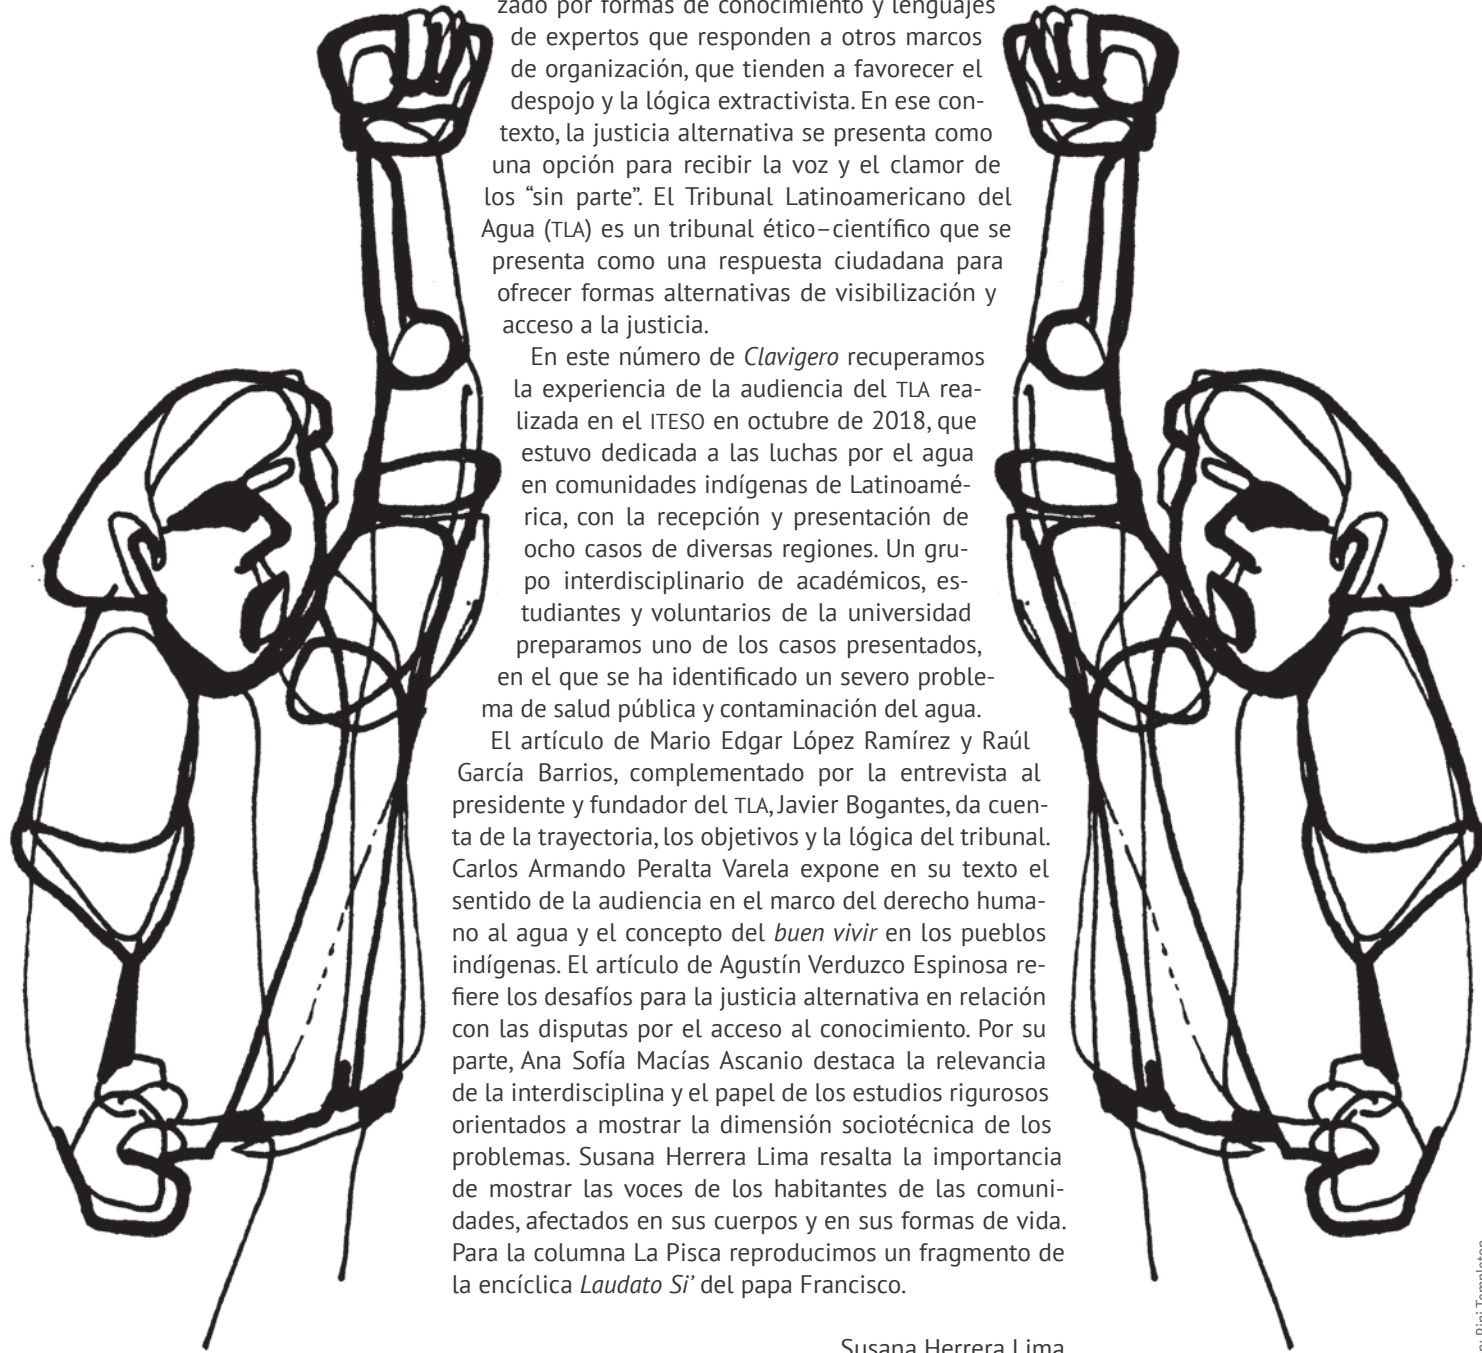 zado por formas de conocimiento y lenguajes
de expertos que responden a otros marcos
de organización, que tienden a favorecer el
despojo y la lógica extractivista. En ese con-
texto, la justicia alternativa se presenta como
una opción para recibir la voz y el clamor de
los “sin parte”. El Tribunal Latinoamericano del
Agua (TLA) es un tribunal ético–científico que se
presenta como una respuesta ciudadana para
ofrecer formas alternativas de visibilización y
acceso a la justicia.
En este número de Clavigero recuperamos
la experiencia de la audiencia del TLA rea-
lizada en el ITESO en octubre de 2018, que
estuvo dedicada a las luchas por el agua
en comunidades indígenas de Latinoamé-
rica, con la recepción y presentación de
ocho casos de diversas regiones. Un gru-
po interdisciplinario de académicos, es-
tudiantes y voluntarios de la universidad
preparamos uno de los casos presentados,
en el que se ha identificado un severo proble-
ma de salud pública y contaminación del agua.
El artículo de Mario Edgar López Ramírez y Raúl
García Barrios, complementado por la entrevista al
presidente y fundador del TLA, Javier Bogantes, da cuen-
ta de la trayectoria, los objetivos y la lógica del tribunal.
Carlos Armando Peralta Varela expone en su texto el
sentido de la audiencia en el marco del derecho huma-
no al agua y el concepto del buen vivir en los pueblos
indígenas. El artículo de Agustín Verduzco Espinosa re-
fiere los desafíos para la justicia alternativa en relación
con las disputas por el acceso al conocimiento. Por su
parte, Ana Sofía Macías Ascanio destaca la relevancia
de la interdisciplina y el papel de los estudios rigurosos
orientados a mostrar la dimensión sociotécnica de los
problemas. Susana Herrera Lima resalta la importancia
de mostrar las voces de los habitantes de las comuni-
dades, afectados en sus cuerpos y en sus formas de vida.
Para la columna La Pisca reproducimos un fragmento de
la encíclica Laudato Si’ del papa Francisco.
Susana Herrera Lima
Rini Templeton